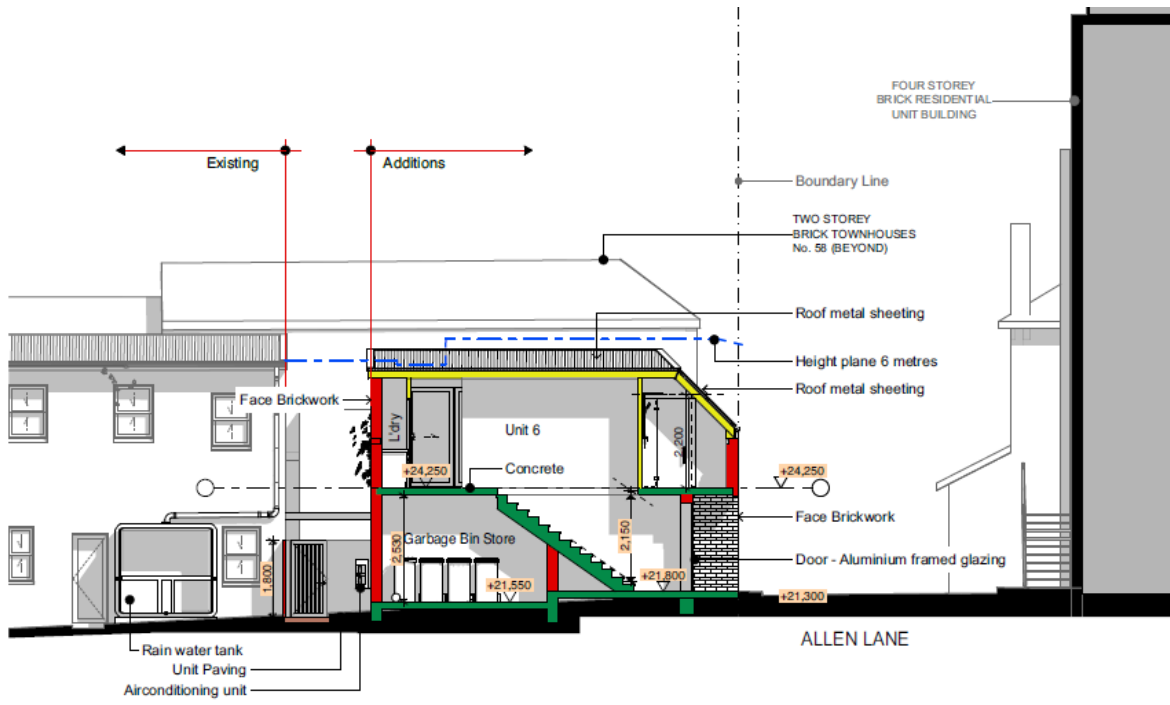 FOUR STOREY
BRICK RESIDENTIAL
UNIT BUILDING
Existing
Additions
Boundary Line
TWO STOREY
BRICK TOWNHOUSES
No. 58 (BEYOND)
Roof metal sheeting
Height plane 6 metres
Roof metal sheeting
Face Brickwork
L'dry
Unit 6
2,200
+24,250
Concrete
+24,250
Face Brickwork
2,530
Garbage Bin Store
2,150
Door - Aluminium framed glazing
1,800
+21,550
+21,800
+21,300
ALLEN LANE
Rain water tank
Unit Paving
Airconditioning unit